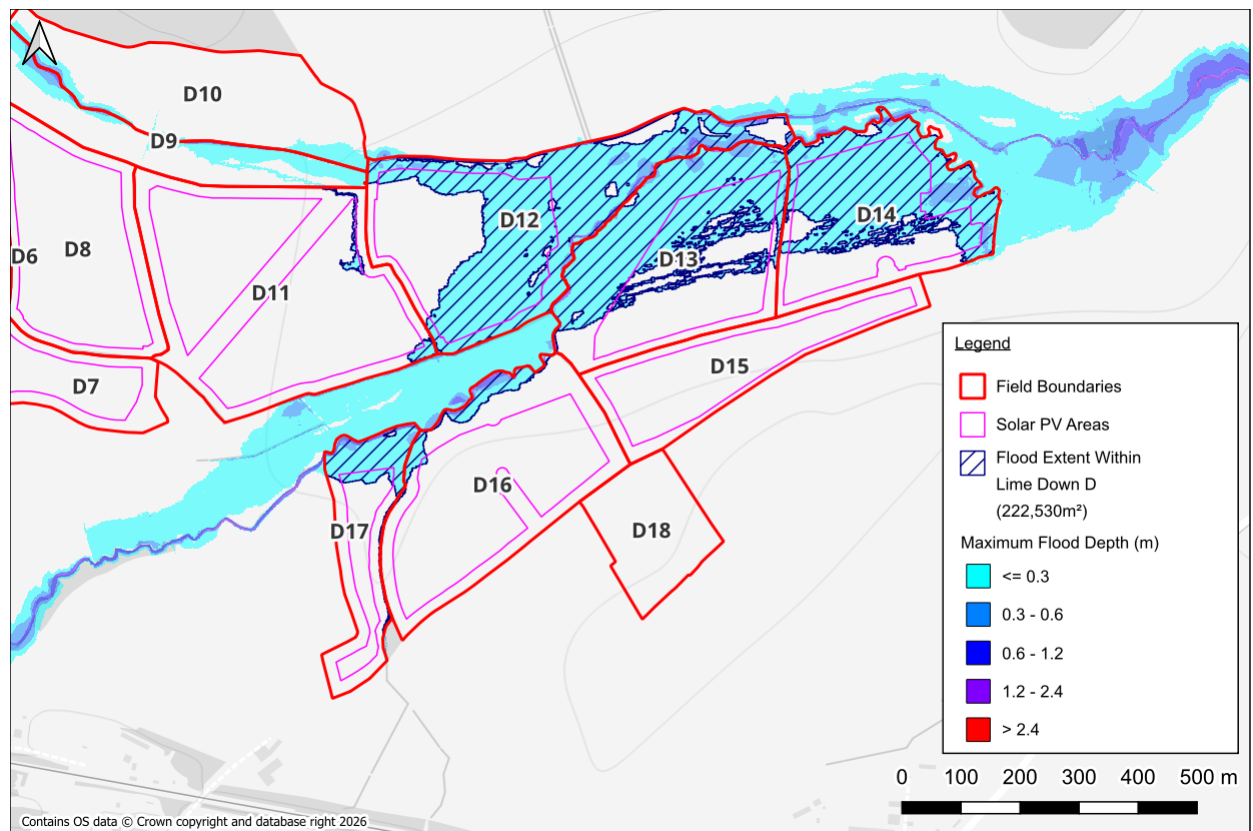 D10
D9
D12
D14
D6
D8
D13
D11
D15
D7
D16
D17
D18
Legend
Field Boundaries
Solar PV Areas
Flood Extent Within
Lime Down D
(222,530m²)
Maximum Flood Depth (m)
<= 0.3
0.3 - 0.6
0.6 - 1.2
1.2 - 2.4
> 2.4
0 100 200 300 400 500 m
Contains OS data © Crown copyright and database right 2026